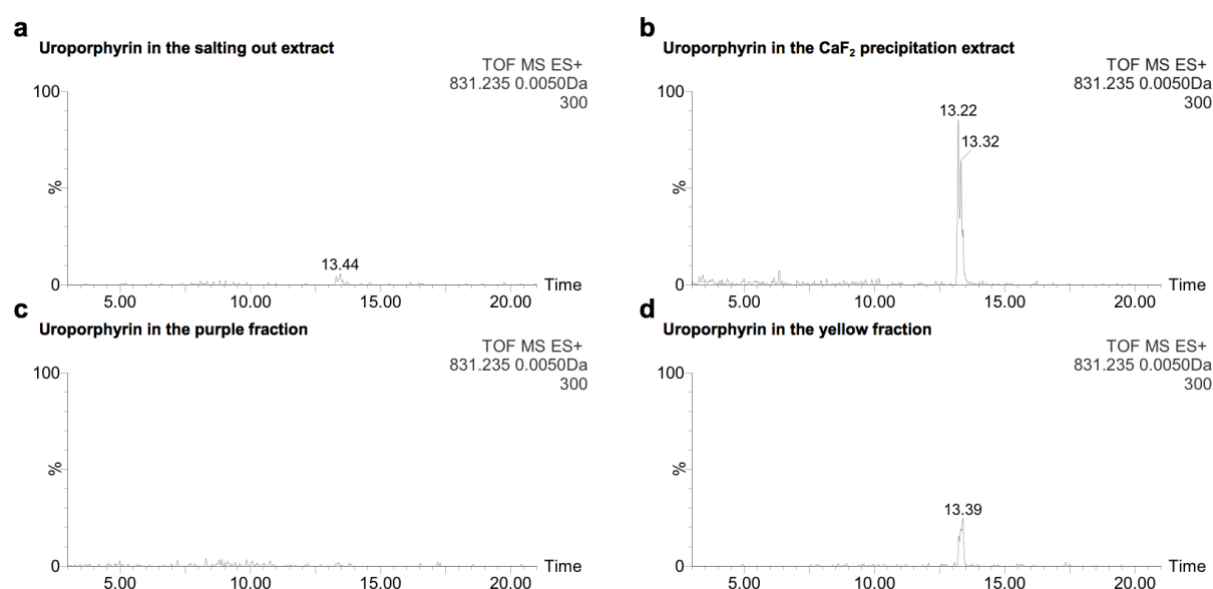 a
Uroporphyrin in the salting out extract
TOF MS ES+
831.235 0.0050Da
300
100
%
0
13.44
Time
5.00 10.00 15.00 20.00
b
Uroporphyrin in the CaF₂ precipitation extract
TOF MS ES+
831.235 0.0050Da
300
100
%
0
13.22
13.32
Time
5.00 10.00 15.00 20.00
c
Uroporphyrin in the purple fraction
TOF MS ES+
831.235 0.0050Da
300
100
%
0
Time
5.00 10.00 15.00 20.00
d
Uroporphyrin in the yellow fraction
TOF MS ES+
831.235 0.0050Da
300
100
%
0
13.39
Time
5.00 10.00 15.00 20.00